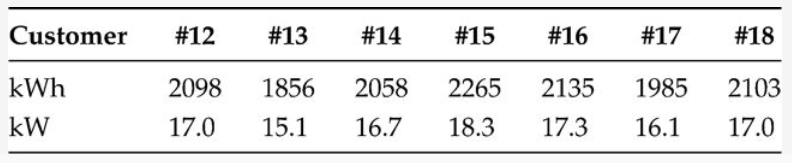 Customer #12 #13 #14 #15 #16 #17 #18
kWh 2098 1856 2058 2265 2135 1985 2103
kW 17.0 15.1 16.7 18.3 17.3 16.1 17.0